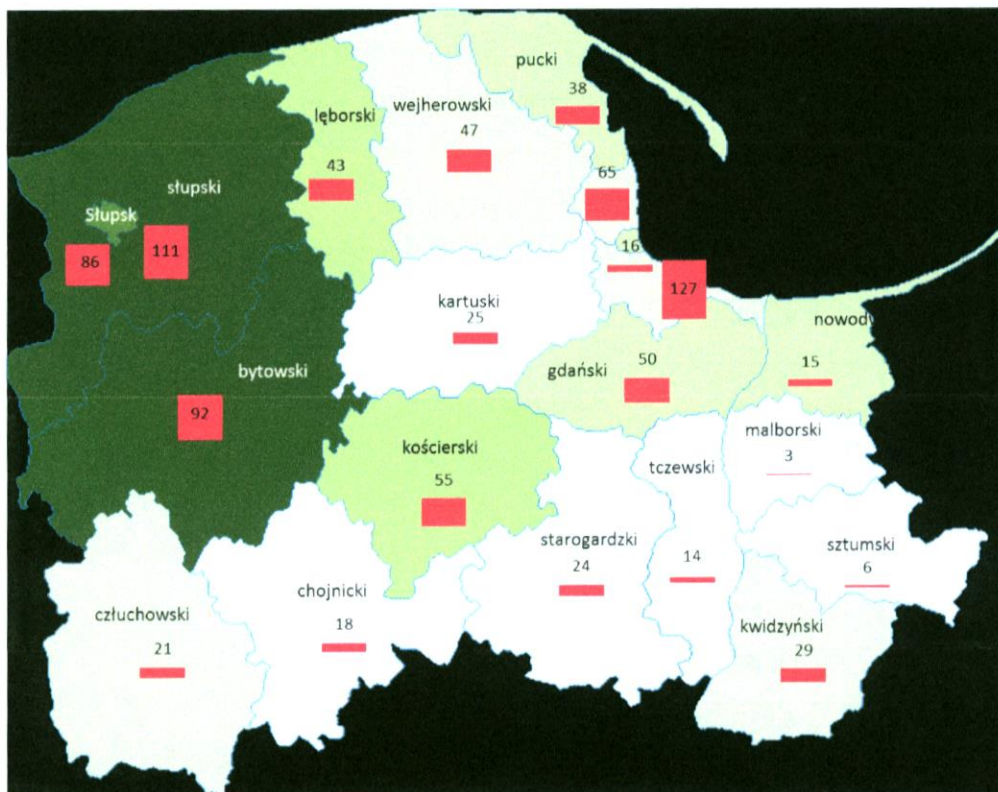 pucki
38
wejherowski
47
lęborski
43
65
słupski
Słupsk
86
111
16
127
kartuski
25
nowody
15
gdański
50
bytowski
92
malborski
3
kościerski
55
tczewski
14
starogardzki
24
sztumski
6
chojnicki
18
człuchowski
21
kwidzyński
29